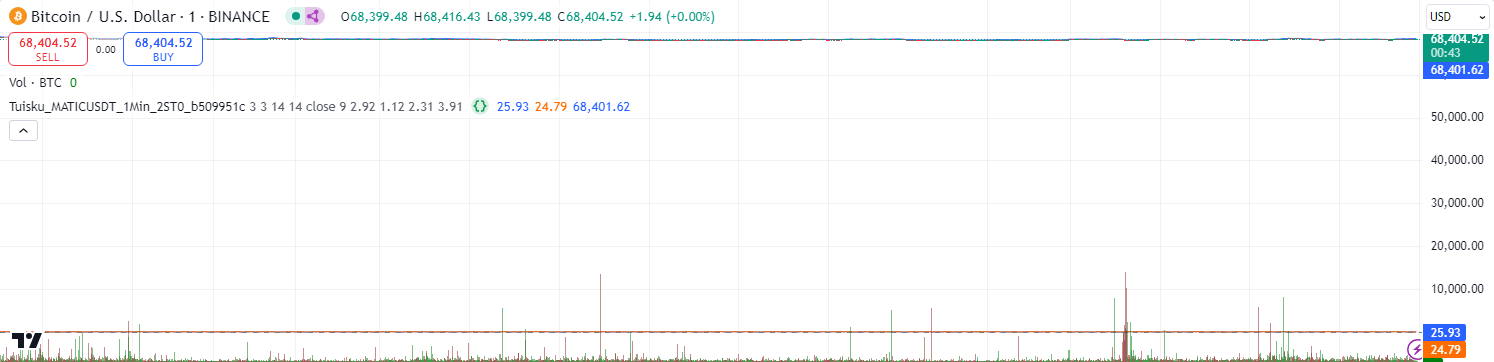 Bitcoin / U.S. Dollar · 1 · BINANCE O68,399.48 H68,416.43 L68,399.48 C68,404.52 +1.94 (+0.00%) USD
68,404.52 SELL 0.00 68,404.52 BUY
68,404.52
00:43
68,401.62
Vol · BTC 0
Tuisku_MATICUSDT_1Min_2ST0_b509951c 3 3 14 14 close 9 2.92 1.12 2.31 3.91 {} 25.93 24.79 68,401.62
50,000.00
40,000.00
30,000.00
20,000.00
10,000.00
25.93
24.79